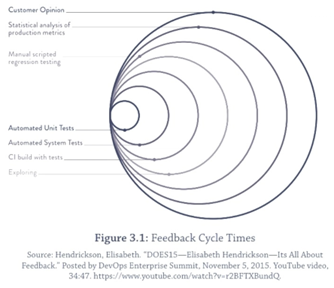 Customer Opinion
Statistical analysis of
production metrics
Manual scripted
regression testing
Automated Unit Tests
Automated System Tests
CI build with tests
Exploring
Figure 3.1: Feedback Cycle Times
Source: Hendrickson, Elisabeth. "DOES15—Elisabeth Hendrickson—Its All About
Feedback." Posted by DevOps Enterprise Summit, November 5, 2015. YouTube video,
34:47. https://www.youtube.com/watch?v=r2BFTXBundQ.